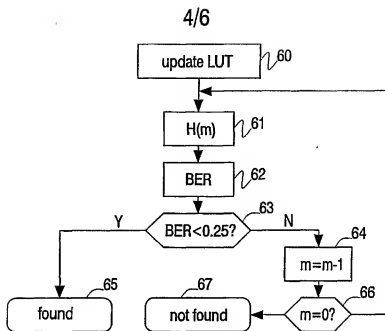 4/6
update LUT
60
H(m)
61
BER
62
BER<0.25?
63
Y
N
64
m=m-1
65
found
67
not found
m=0?
66